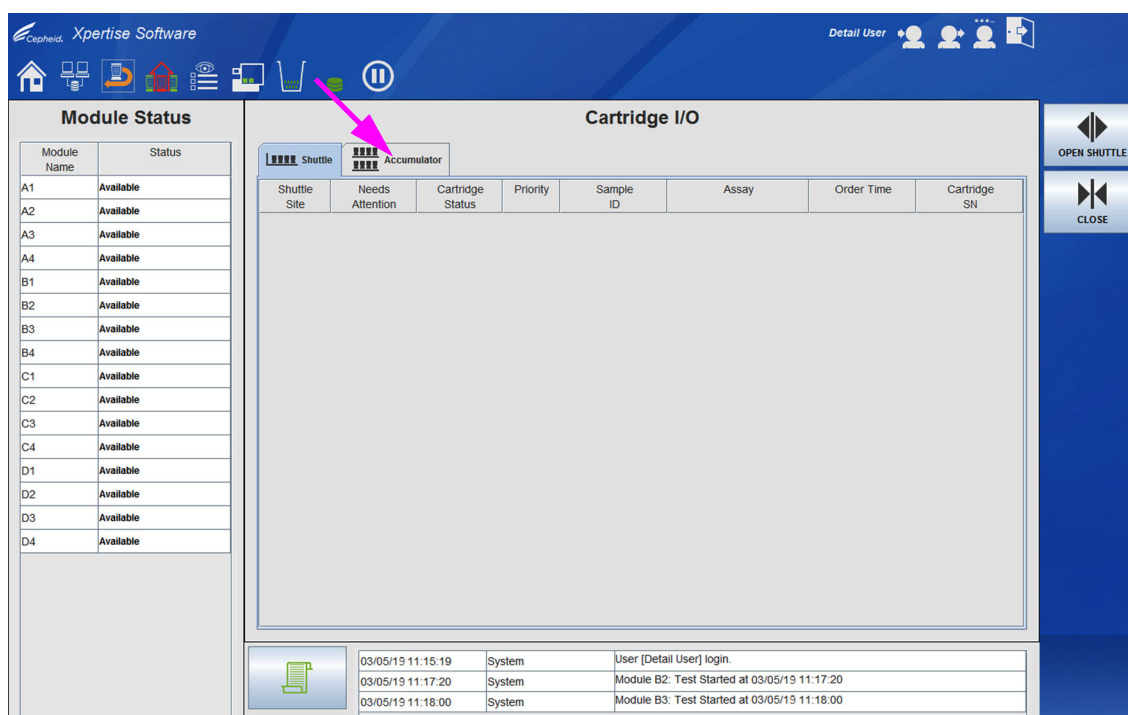 Cepheid. Xpertise Software
Detail User
Module Status
Cartridge I/O
OPEN SHUTTLE
CLOSE
Module Name Status
A1 Available
A2 Available
A3 Available
A4 Available
B1 Available
B2 Available
B3 Available
B4 Available
C1 Available
C2 Available
C3 Available
C4 Available
D1 Available
D2 Available
D3 Available
D4 Available
Shuttle Accumulator
Shuttle Site Needs Attention Cartridge Status Priority Sample ID Assay Order Time Cartridge SN
03/05/19 11:15:19 System User [Detail User] login.
03/05/19 11:17:20 System Module B2: Test Started at 03/05/19 11:17:20
03/05/19 11:18:00 System Module B3: Test Started at 03/05/19 11:18:00